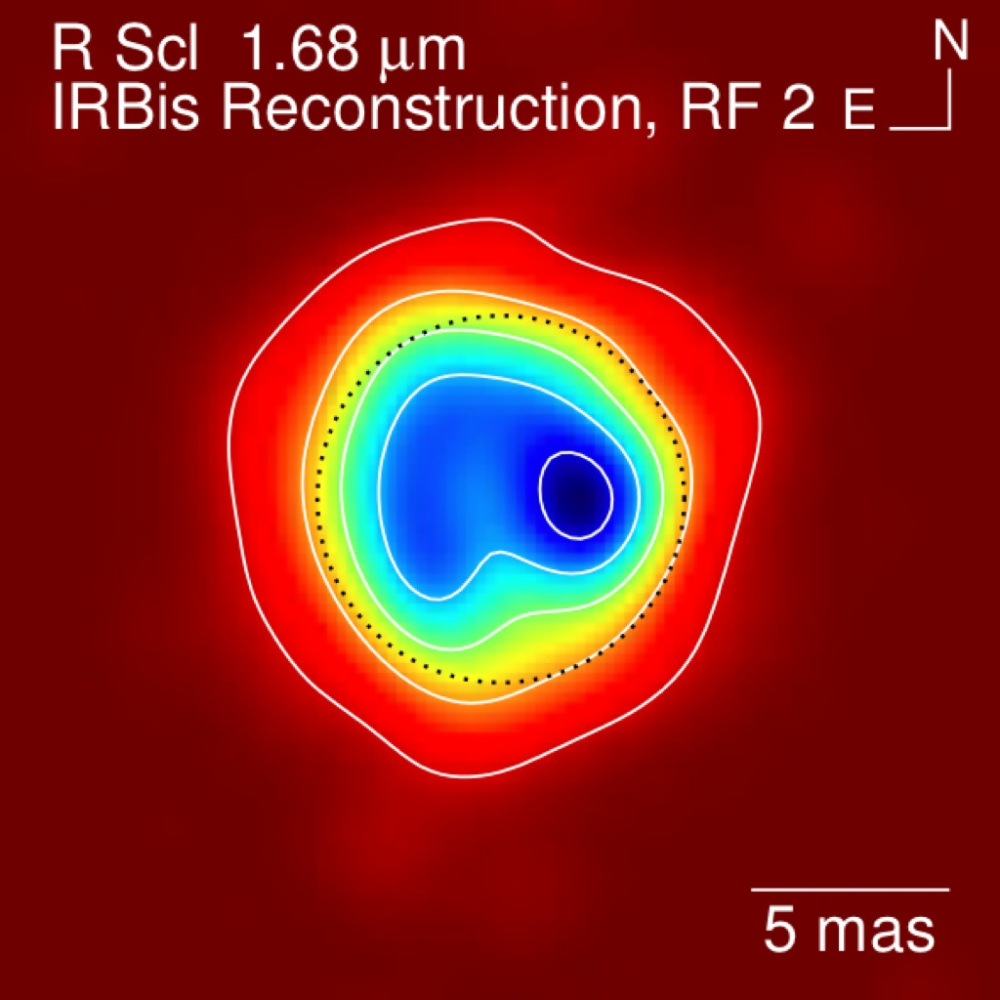 R Scl 1.68 μm
N
IRBis Reconstruction, RF 2 E
5 mas